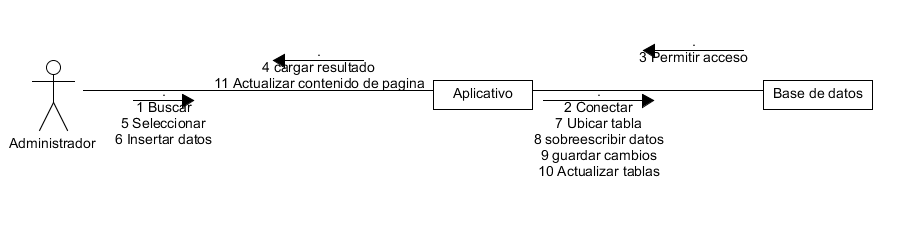 3 Permitir acceso
4 cargar resultado
11 Actualizar contenido de pagina
Aplicativo
Base de datos
1 Buscar
5 Seleccionar
6 Insertar datos
2 Conectar
7 Ubicar tabla
8 sobreescribir datos
9 guardar cambios
10 Actualizar tablas
Administrador